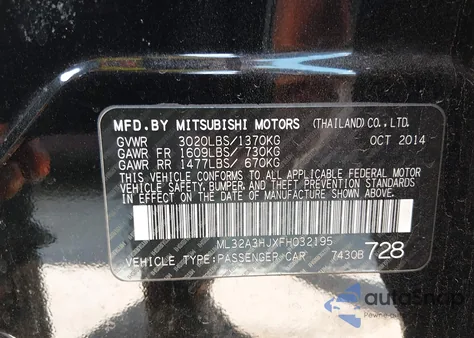 MFD.BY MITSUBISHI MOTORS (THAILAND) CO., LTD.
GVWR 3020LBS/1370KG OCT 2014
GAWR FR 1609LBS/ 730KG
GAWR RR 1477LBS/ 670KG
THIS VEHICLE CONFORMS TO ALL APPLICABLE FEDERAL MOTOR
VEHICLE SAFETY, BUMPER, AND THEFT PREVENTION STANDARDS
IN EFFECT ON THE DATE OF MANUFACTURE SHOWN ABOVE.
ML32A3HJXFH032195
VEHICLE TYPE:PASSENGER CAR 7430B 728
autoSnap